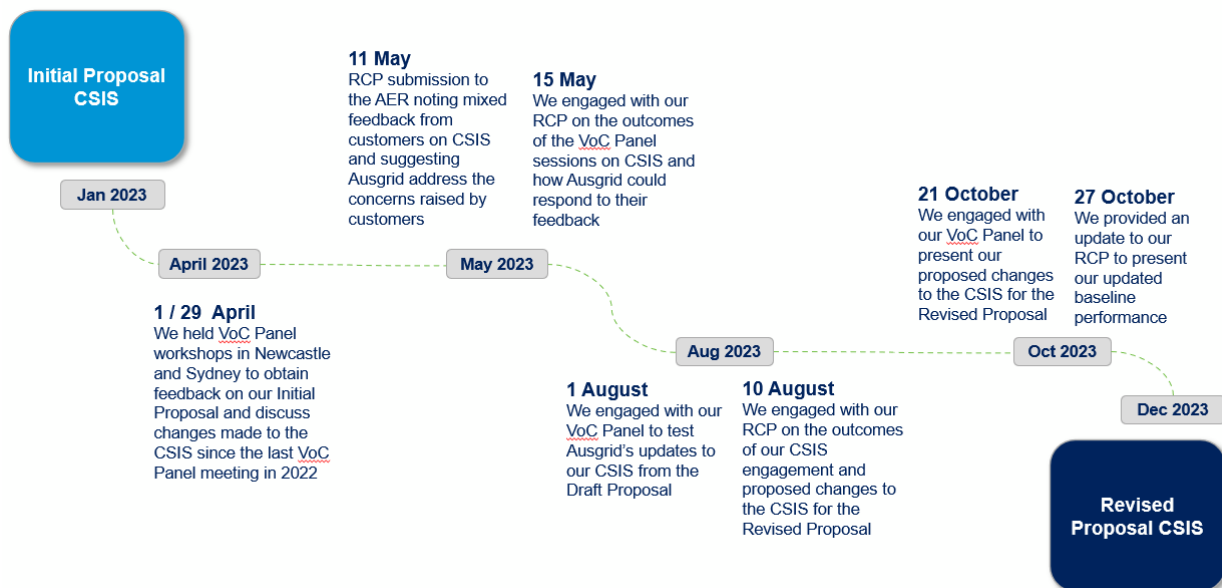 Initial Proposal
CSIS
Jan 2023
April 2023
1 / 29  April
We held VoC Panel
workshops in Newcastle
and Sydney to obtain
feedback on our Initial
Proposal and discuss
changes made to the
CSIS since the last VoC
Panel meeting in 2022
11 May
RCP submission to
the AER noting mixed
feedback from
customers on CSIS
and suggesting
Ausgrid address the
concerns raised by
customers
15 May
We engaged with our
RCP on the outcomes
of the VoC Panel
sessions on CSIS and
how Ausgrid could
respond to their
feedback
May 2023
Aug 2023
1 August
We engaged with our
VoC Panel to test
Ausgrid’s updates to
our CSIS from the
Draft Proposal
10 August
We engaged with our
RCP on the outcomes
of our CSIS
engagement and
proposed changes to
the CSIS for the
Revised Proposal
21 October
We engaged with
our VoC Panel to
present our
proposed changes
to the CSIS for the
Revised Proposal
27 October
We provided an
update to our
RCP to present
our updated
baseline
performance
Oct 2023
Dec 2023
Revised
Proposal CSIS